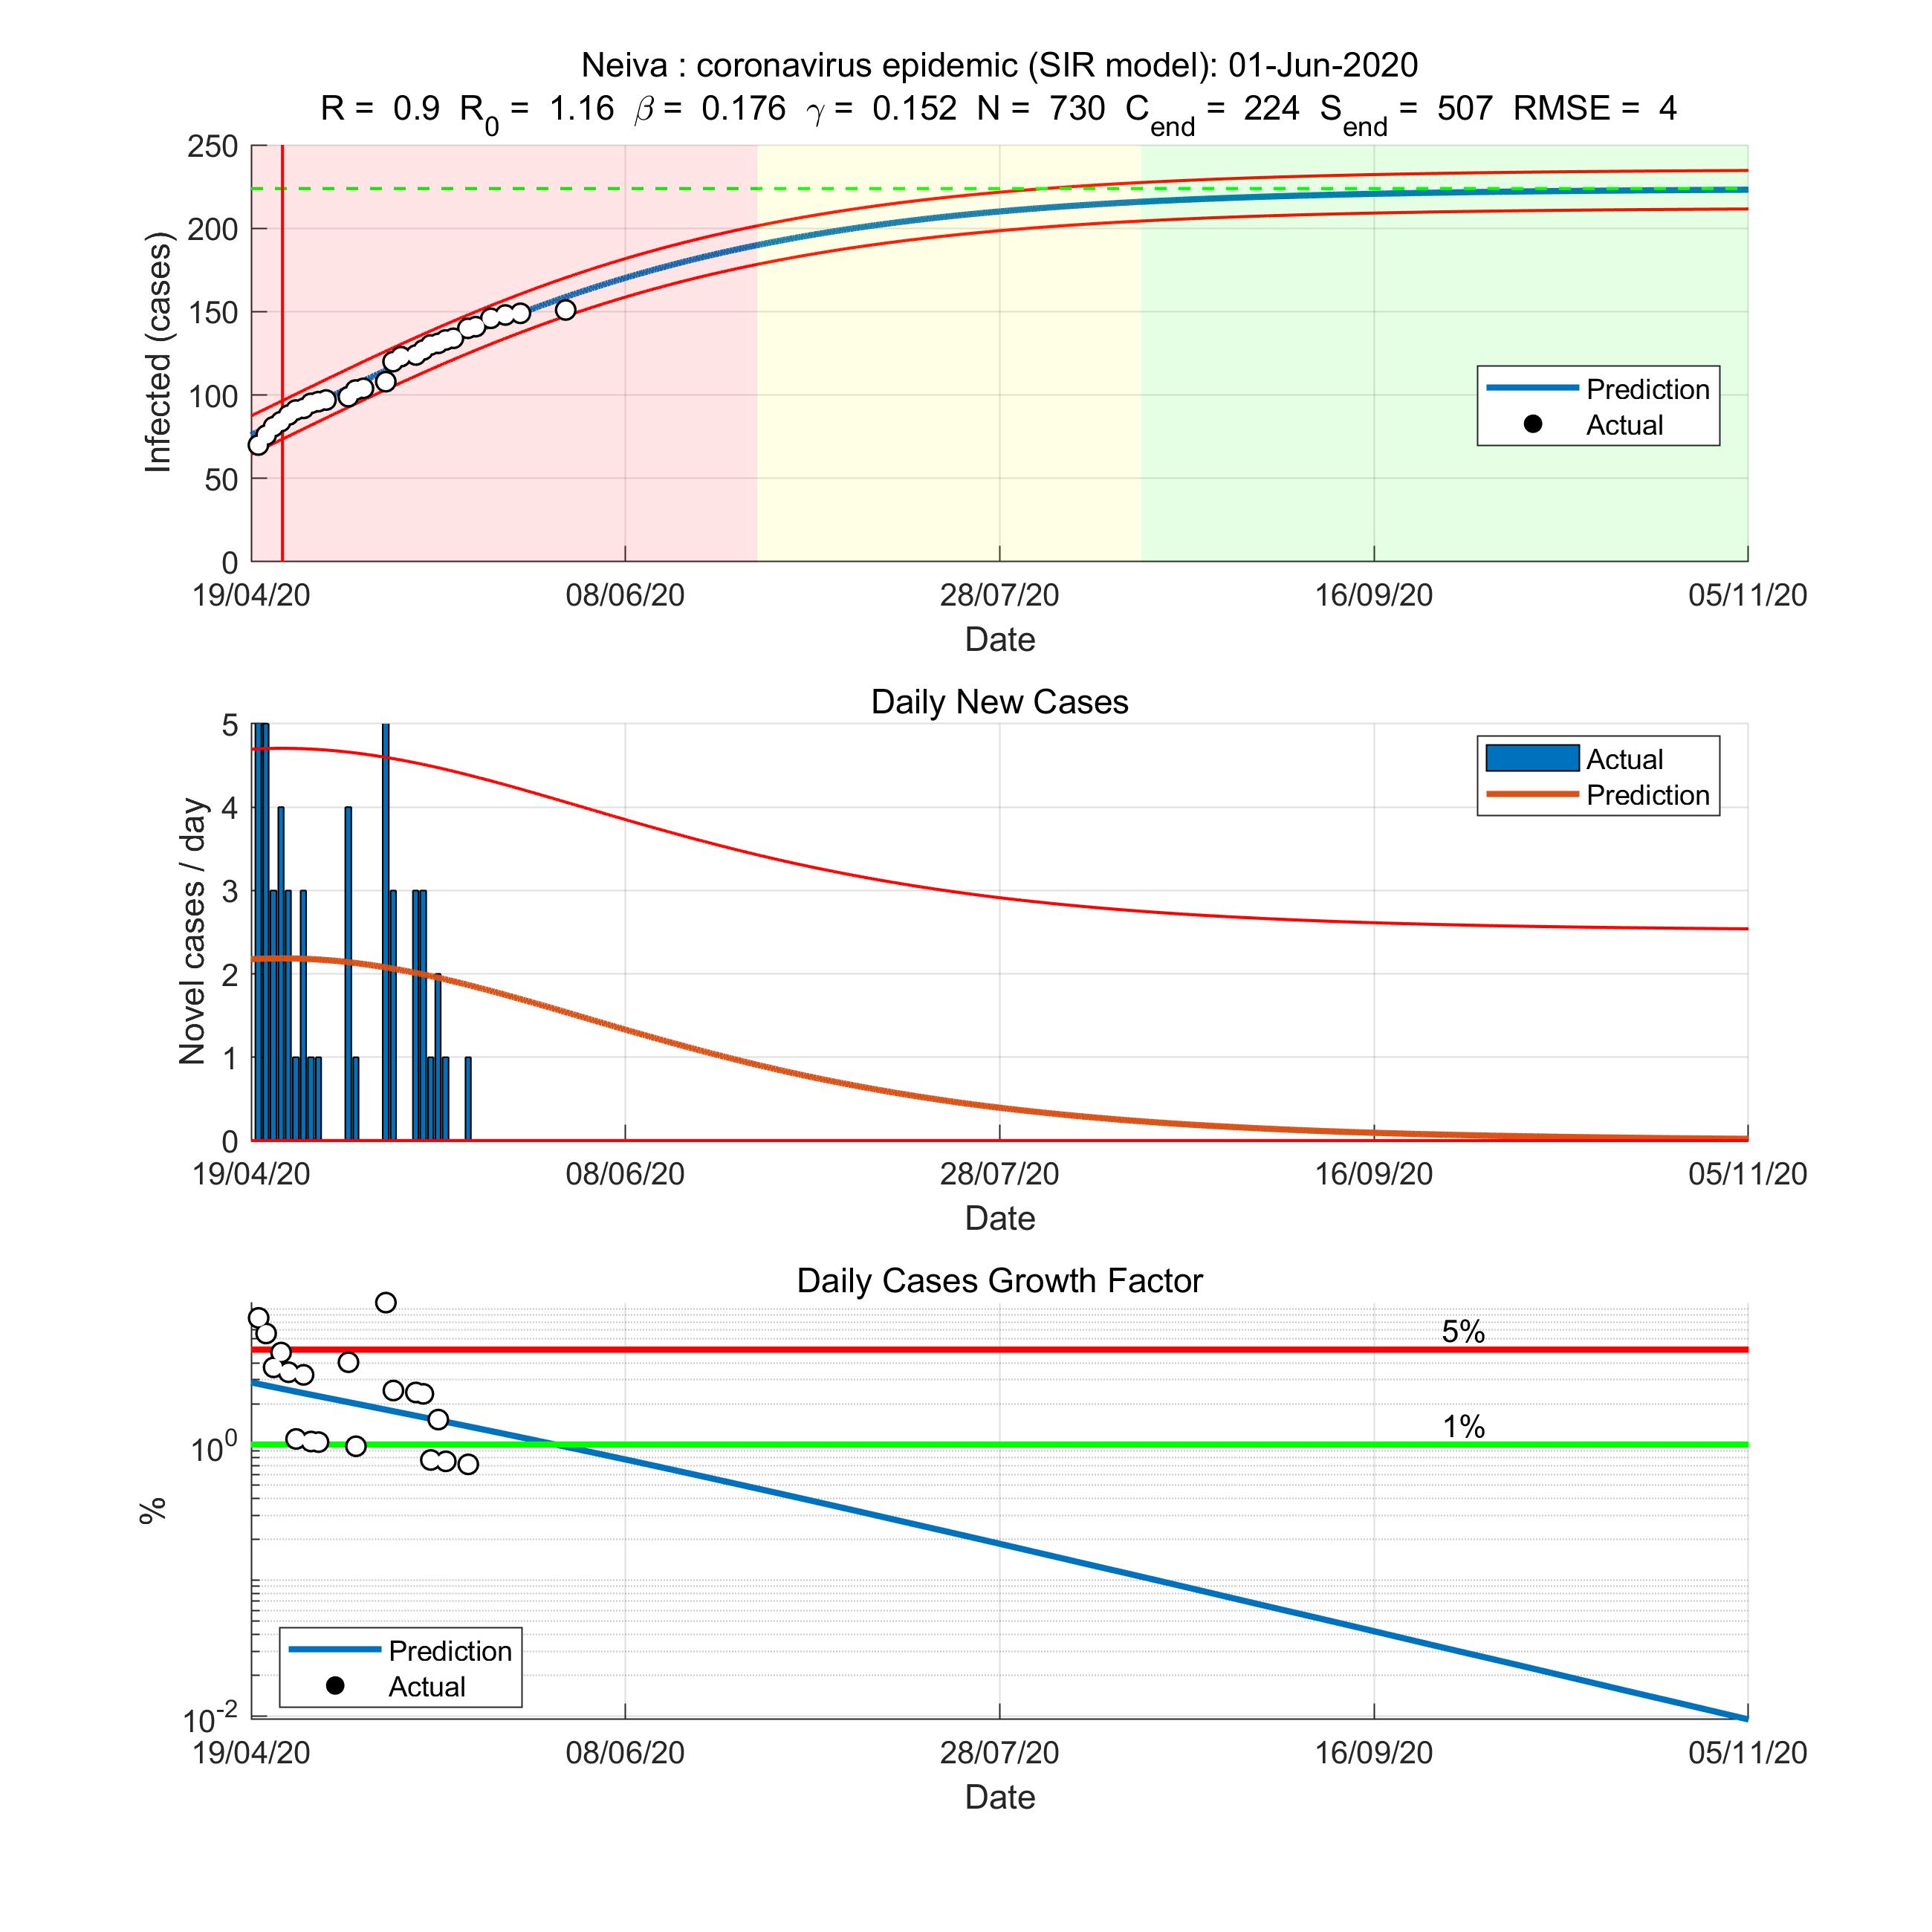 Neiva : coronavirus epidemic (SIR model): 01-Jun-2020
R = 0.9 R0 = 1.16 β = 0.176 γ = 0.152 N = 730 Cend = 224 Send = 507 RMSE = 4
250
200
150
100
50
0
Infected (cases)
Prediction
Actual
19/04/20 08/06/20 28/07/20 16/09/20 05/11/20
Date
Daily New Cases
5
4
3
2
1
0
Novel cases / day
Actual
Prediction
19/04/20 08/06/20 28/07/20 16/09/20 05/11/20
Date
Daily Cases Growth Factor
5%
1%
10^0
%
10^-2
Prediction
Actual
19/04/20 08/06/20 28/07/20 16/09/20 05/11/20
Date